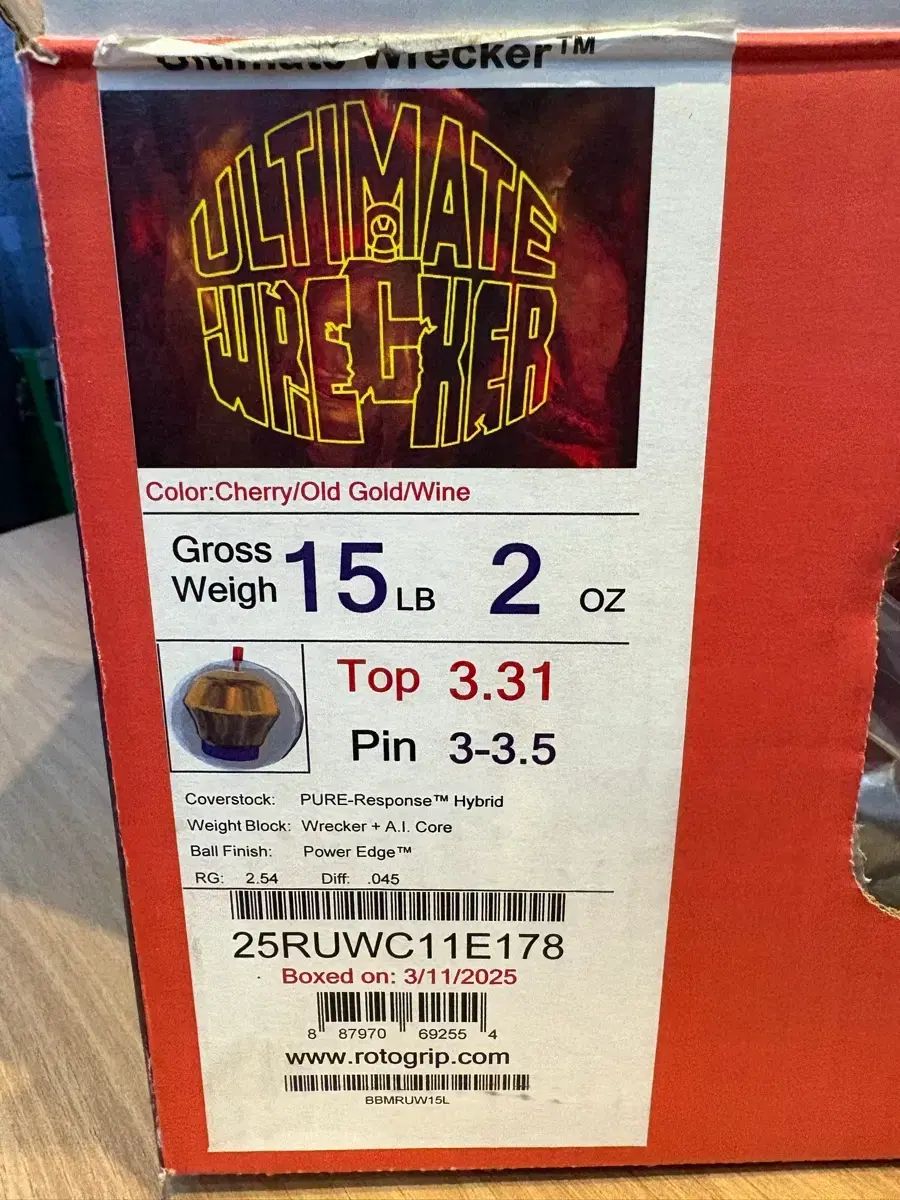 Ultimate Wrecker™
ULTIMATE
WRECKER
Color:Cherry/Old Gold/Wine
Gross
Weigh 15 LB 2 OZ
Top 3.31
Pin 3-3.5
Coverstock: PURE-Response™ Hybrid
Weight Block: Wrecker + A.I. Core
Ball Finish: Power Edge™
RG: 2.54 Diff: .045
25RUWC11E178
Boxed on: 3/11/2025
8 87970 69255 4
www.rotogrip.com
BBMRUW15L